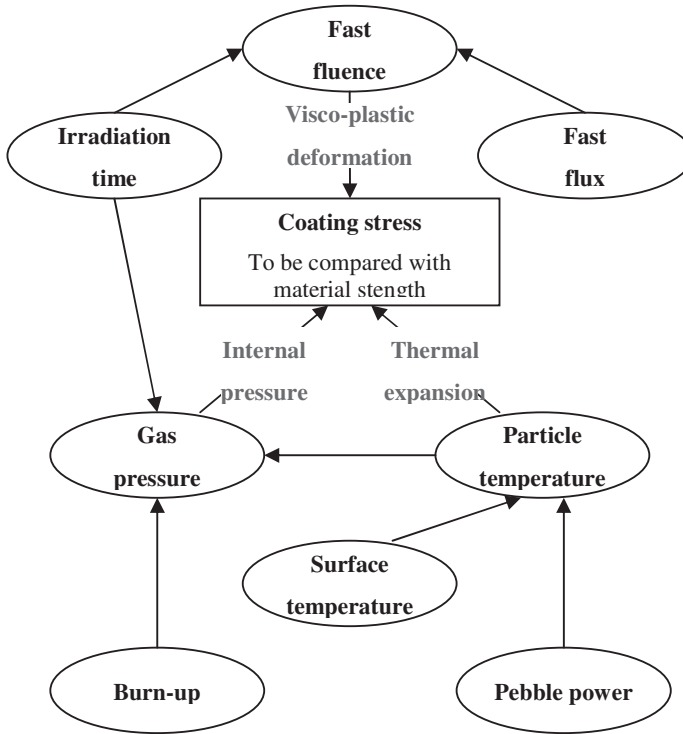 Fast
fluence
Visco-plastic
deformation
Irradiation
time
Fast
flux
Coating stress
To be compared with
material stength
Internal
pressure
Thermal
expansion
Gas
pressure
Particle
temperature
Surface
temperature
Burn-up
Pebble power